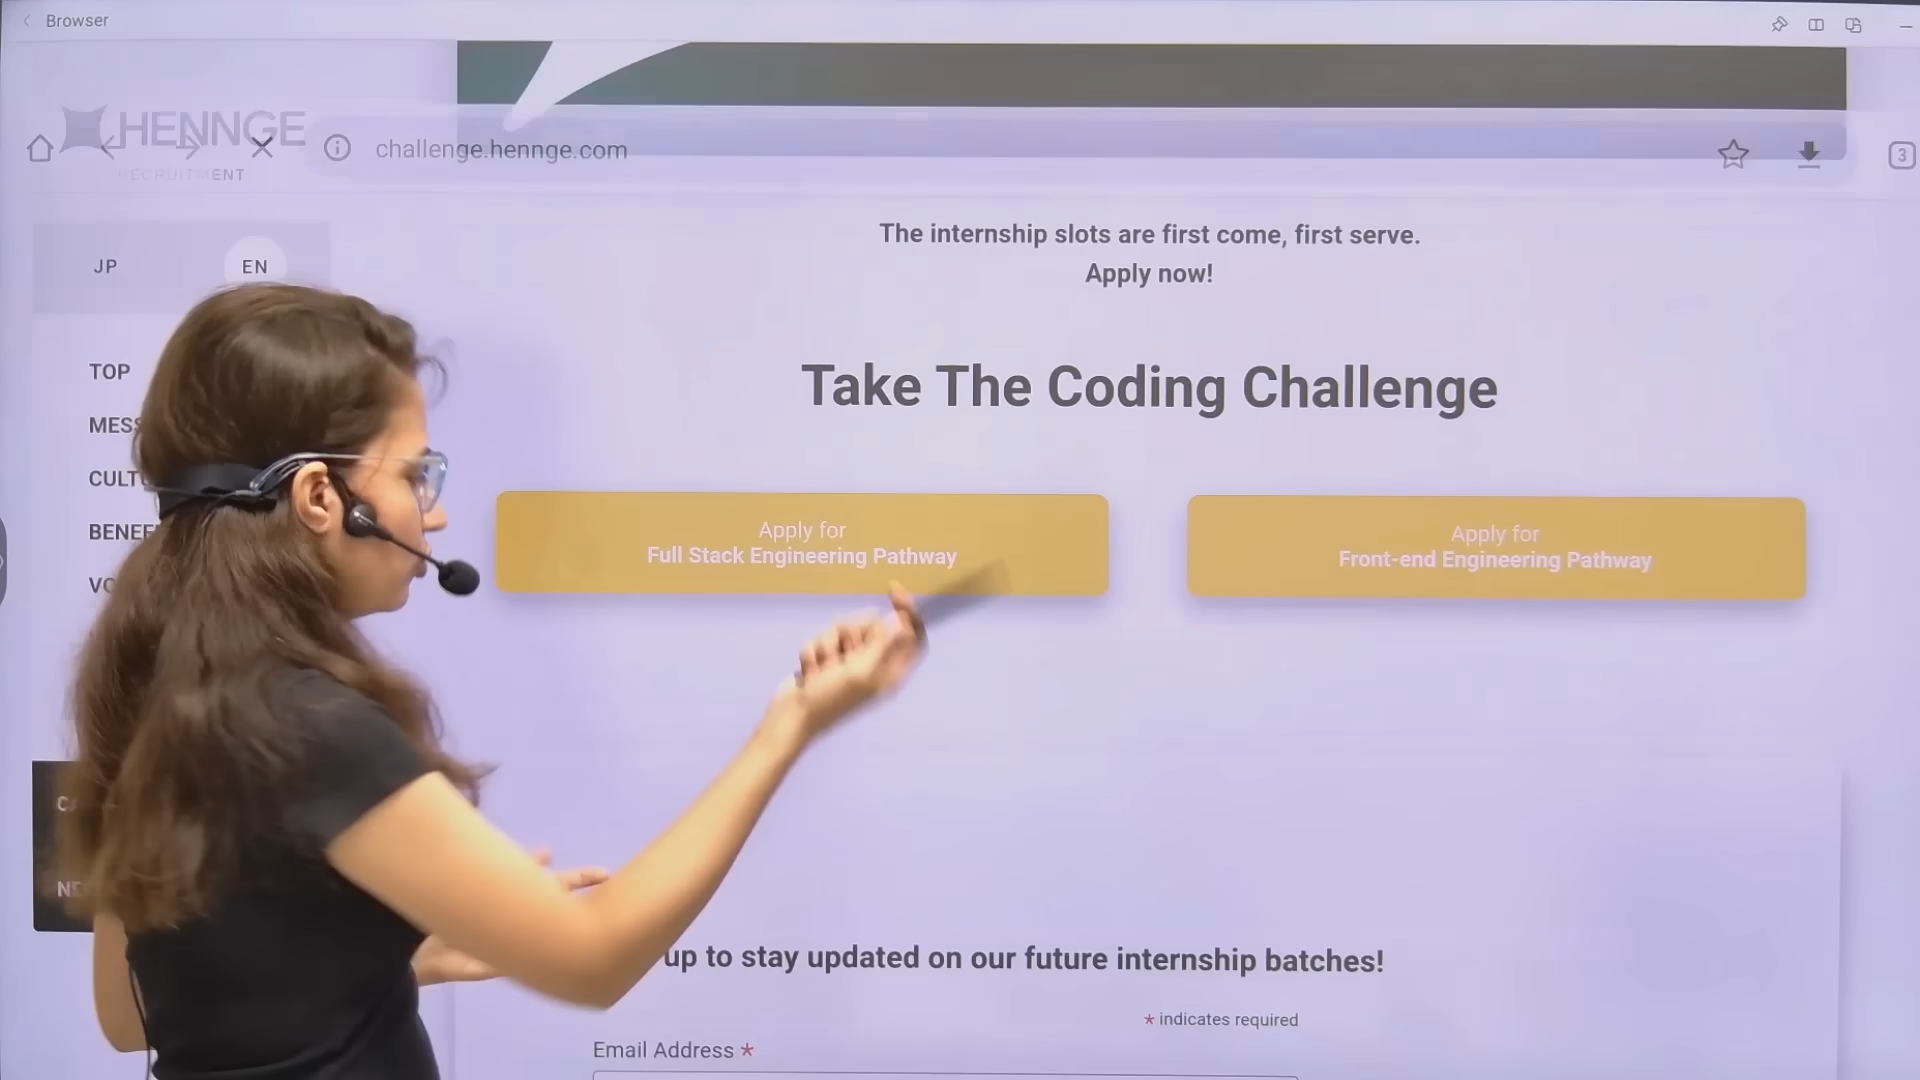 Browser
HENNGE
RECRUITMENT
challenge.hennge.com
3
JP
EN
The internship slots are first come, first serve.
Apply now!
TOP
Take The Coding Challenge
Apply for
Full Stack Engineering Pathway
Apply for
Front-end Engineering Pathway
up to stay updated on our future internship batches!
* indicates required
Email Address *